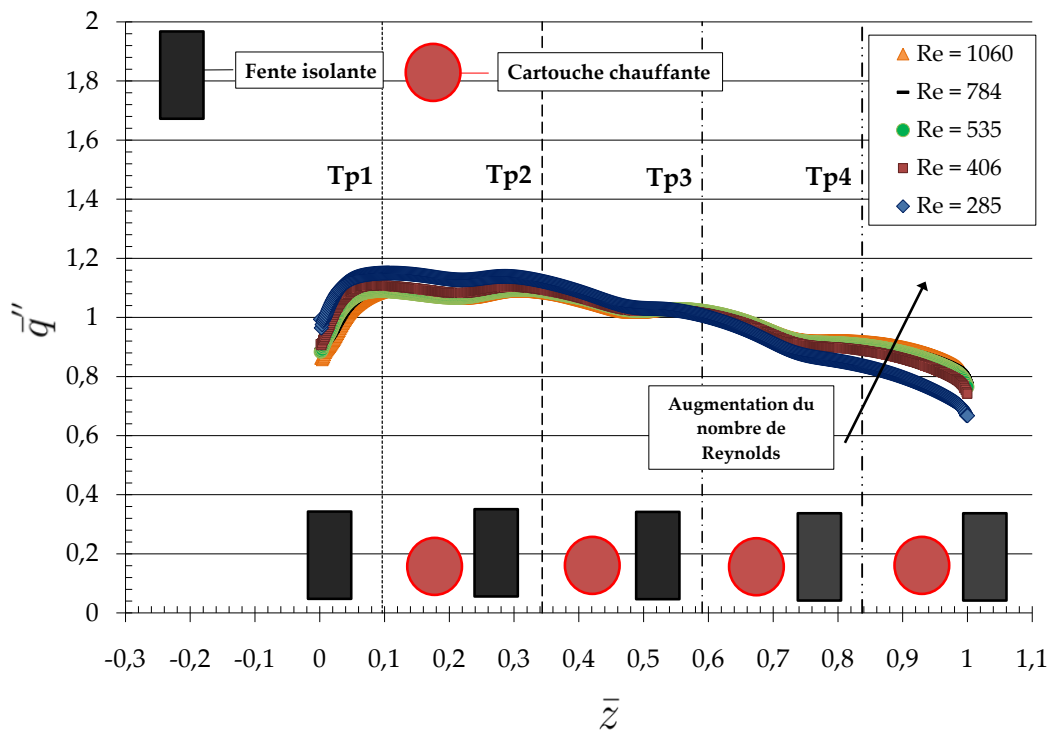 2
1,8
1,6
1,4
1,2
1
0,8
0,6
0,4
0,2
0
-0,3 -0,2 -0,1 0 0,1 0,2 0,3 0,4 0,5 0,6 0,7 0,8 0,9 1 1,1
q̅′′
z̅
Fente isolante
Cartouche chauffante
Re = 1060
Re = 784
Re = 535
Re = 406
Re = 285
Tp1 Tp2 Tp3 Tp4
Augmentation du
nombre de
Reynolds